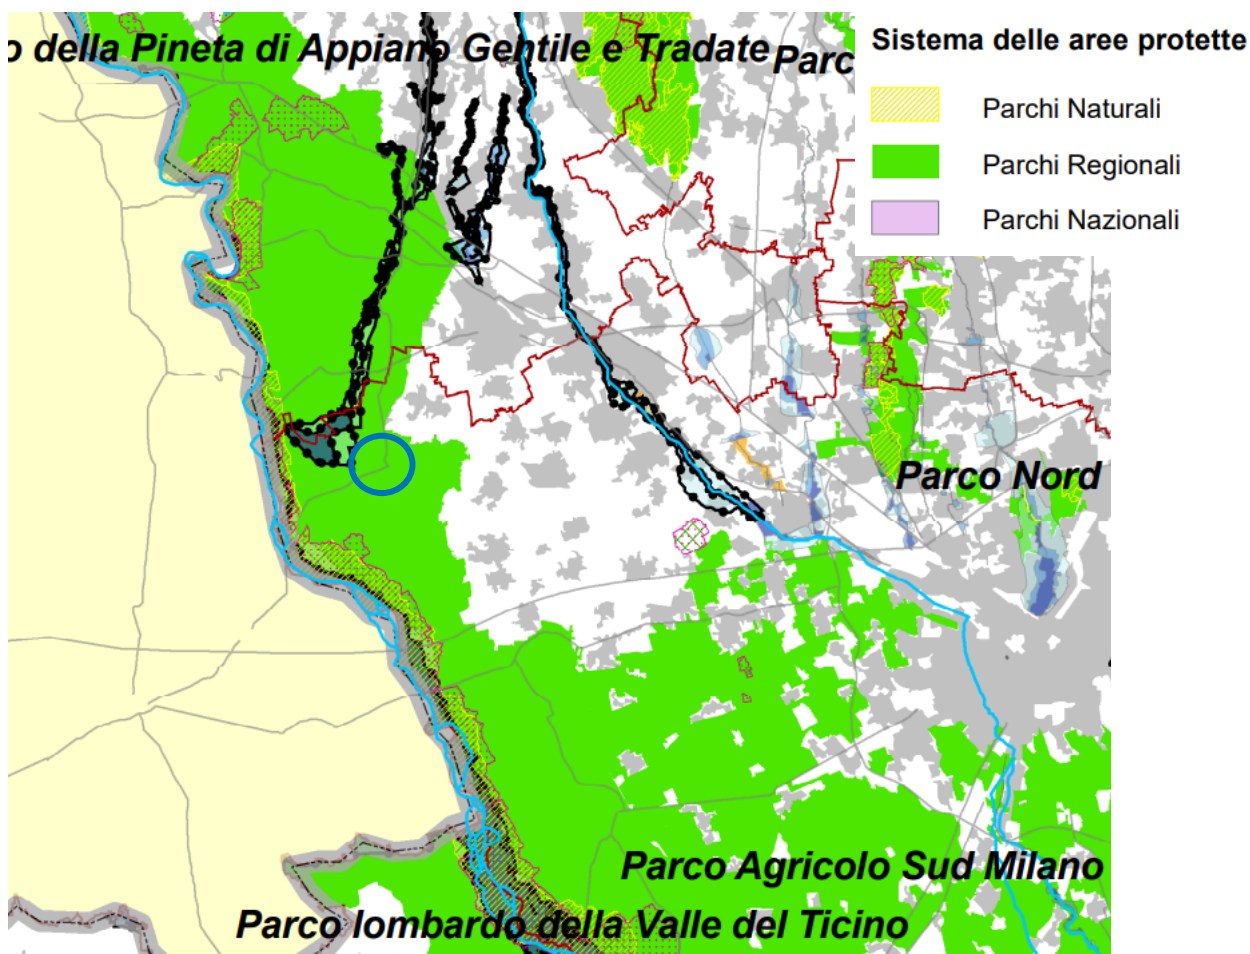 o della Pineta di Appiano Gentile e Tradate
Parc
Sistema delle aree protette
Parchi Naturali
Parchi Regionali
Parchi Nazionali
Parco Nord
Parco Agricolo Sud Milano
Parco lombardo della Valle del Ticino